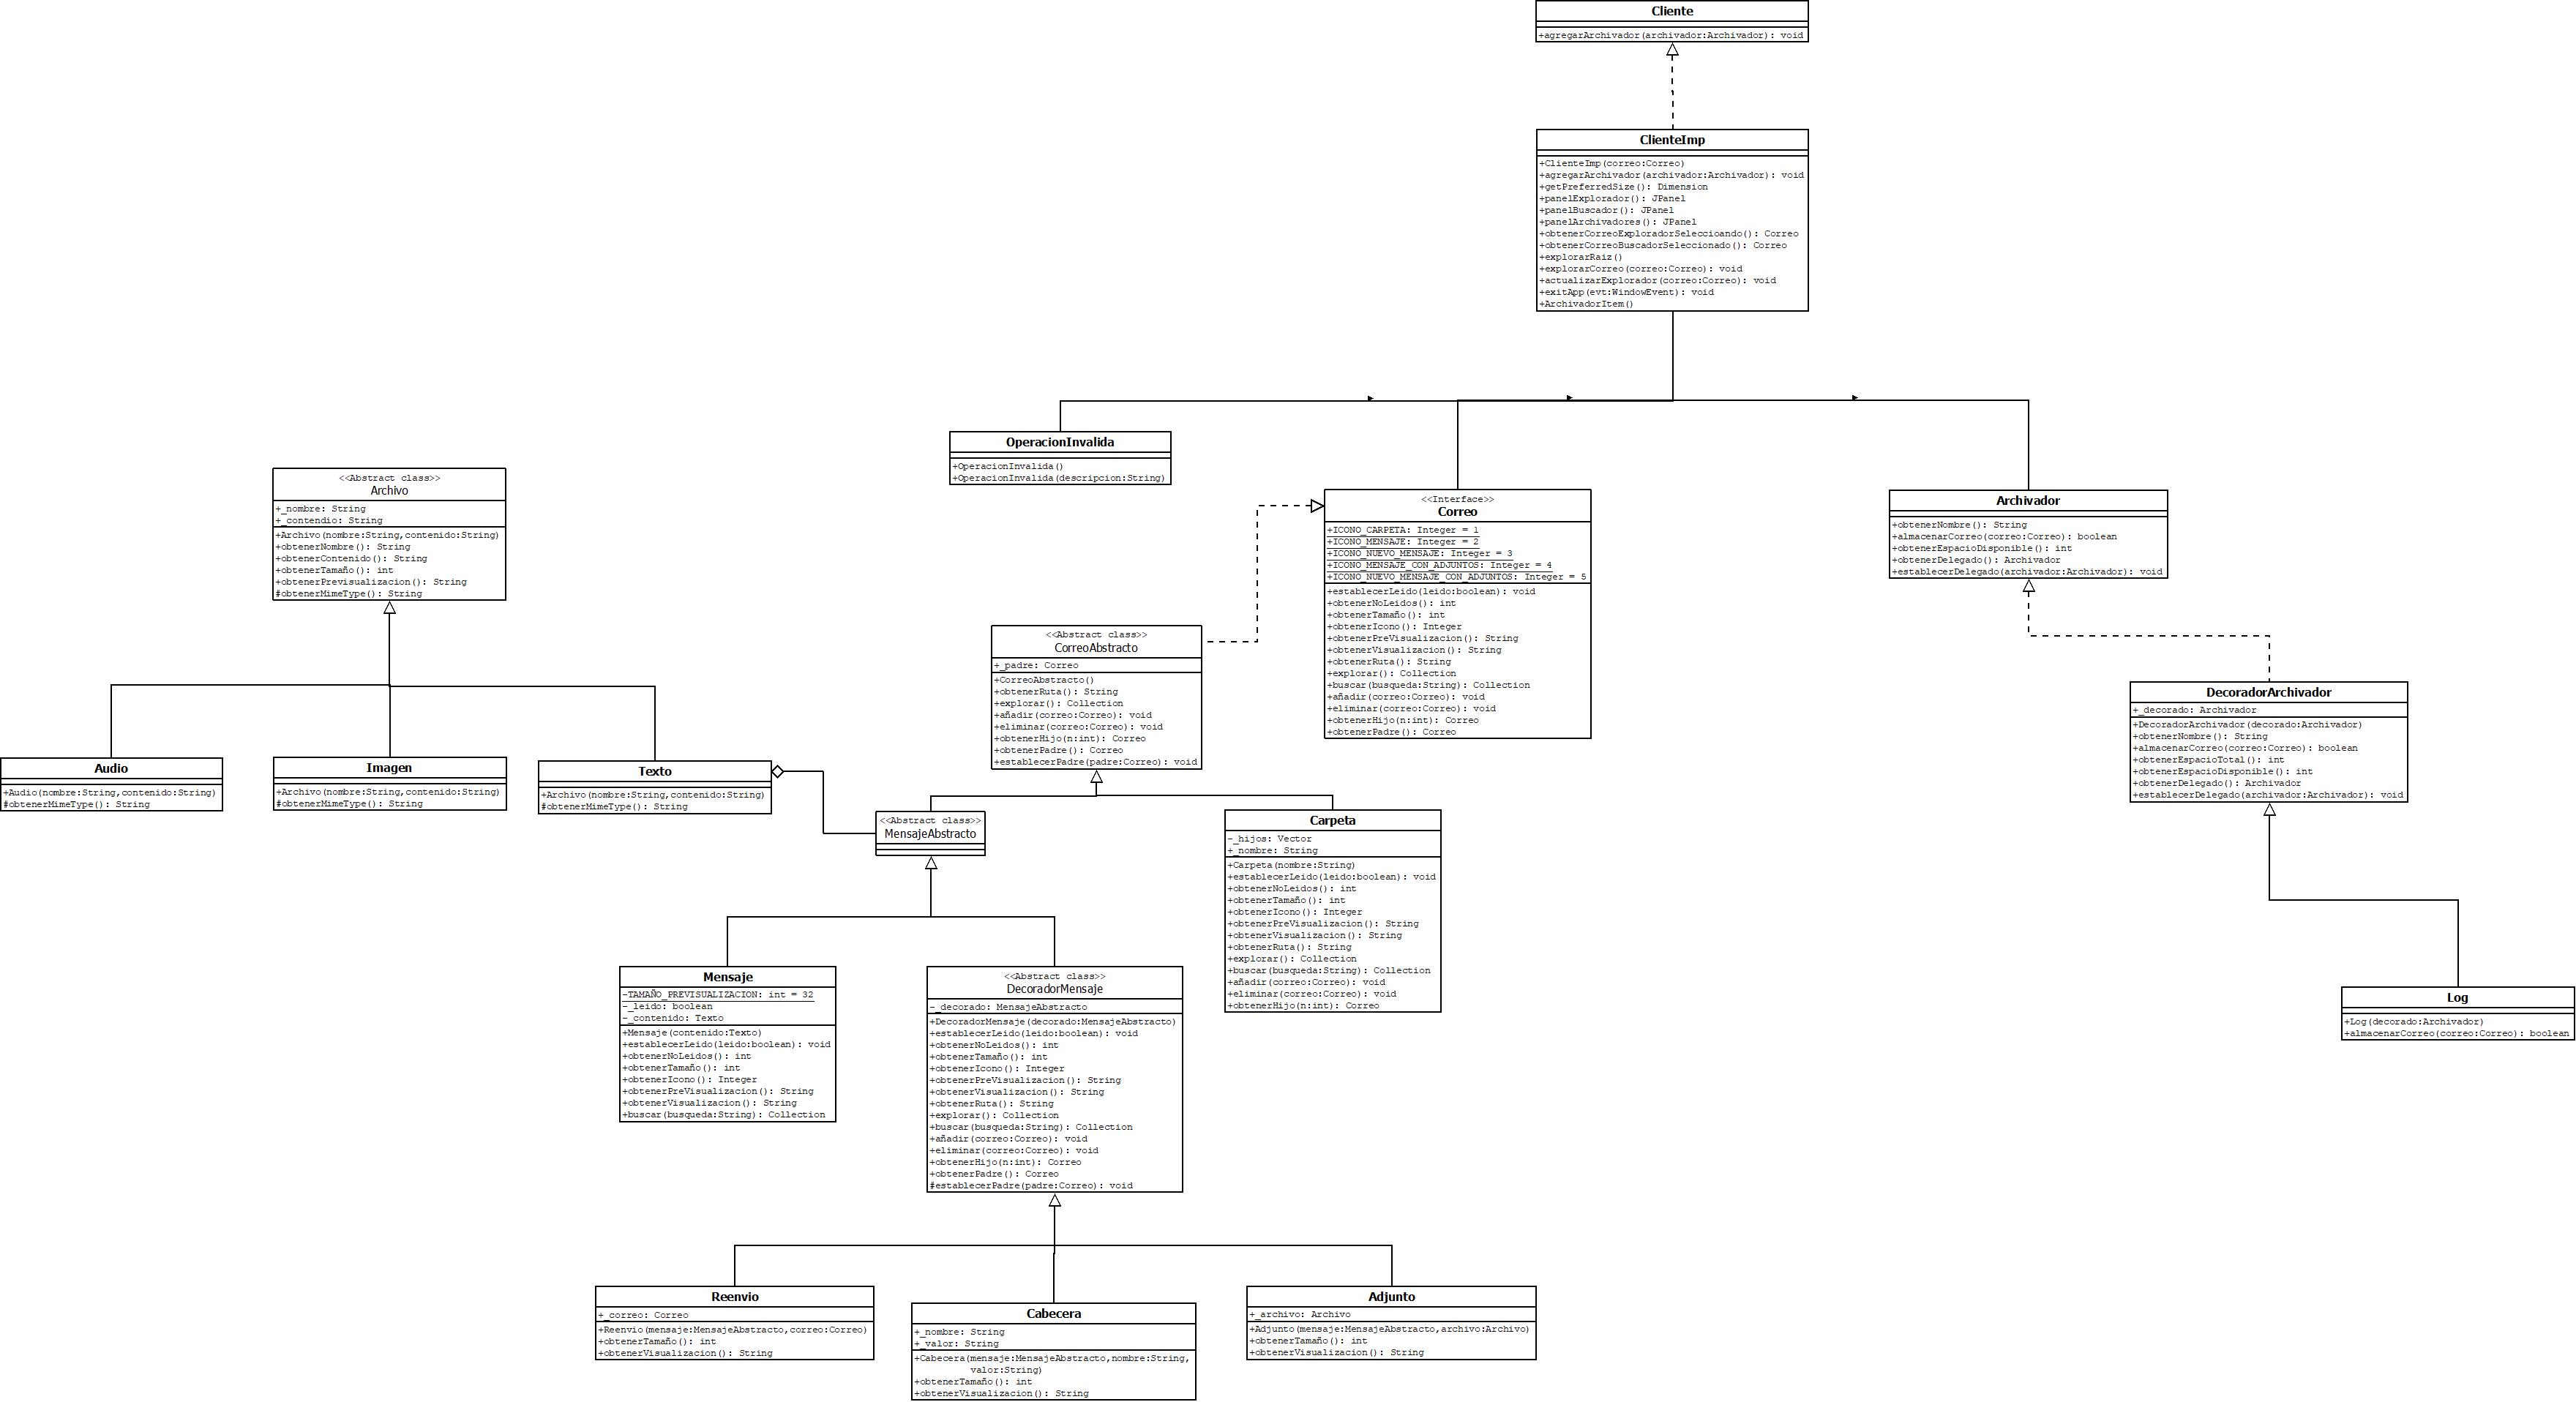 Cliente
+agregarArchivador(archivador:Archivador): void
ClienteImp
+ClienteImp(correo:Correo)
+agregarArchivador(archivador:Archivador): void
+getPreferredSize(): Dimension
+panelExplorador(): JPanel
+panelBuscador(): JPanel
+panelArchivadores(): JPanel
+obtenerCorreoExploradorSeleccioando(): Correo
+obtenerCorreoBuscadorSeleccionado(): Correo
+explorarRaiz()
+explorarCorreo(correo:Correo): void
+actualizarExplorador(correo:Correo): void
+exitApp(evt:WindowEvent): void
+ArchivadorItem()
OperacionInvalida
+OperacionInvalida()
+OperacionInvalida(descripcion:String)
<<Abstract class>>
Archivo
+_nombre: String
+_contendio: String
+Archivo(nombre:String,contenido:String)
+obtenerNombre(): String
+obtenerContenido(): String
+obtenerTamaño(): int
+obtenerPrevisualizacion(): String
#obtenerMimeType(): String
<<Interface>>
Correo
+ICONO_CARPETA: Integer = 1
+ICONO_MENSAJE: Integer = 2
+ICONO_NUEVO_MENSAJE: Integer = 3
+ICONO_MENSAJE_CON_ADJUNTOS: Integer = 4
+ICONO_NUEVO_MENSAJE_CON_ADJUNTOS: Integer = 5
+establecerLeido(leido:boolean): void
+obtenerNoLeidos(): int
+obtenerTamaño(): int
+obtenerIcono(): Integer
+obtenerPreVisualizacion(): String
+obtenerVisualizacion(): String
+obtenerRuta(): String
+explorar(): Collection
+buscar(busqueda:String): Collection
+añadir(correo:Correo): void
+eliminar(correo:Correo): void
+obtenerHijo(n:int): Correo
+obtenerPadre(): Correo
Archivador
+obtenerNombre(): String
+almacenarCorreo(correo:Correo): boolean
+obtenerEspacioDisponible(): int
+obtenerDelegado(): Archivador
+establecerDelegado(archivador:Archivador): void
<<Abstract class>>
CorreoAbstracto
+_padre: Correo
+CorreoAbstracto()
+obtenerRuta(): String
+explorar(): Collection
+añadir(correo:Correo): void
+eliminar(correo:Correo): void
+obtenerHijo(n:int): Correo
+obtenerPadre(): Correo
+establecerPadre(padre:Correo): void
DecoradorArchivador
+_decorado: Archivador
+DecoradorArchivador(decorado:Archivador)
+obtenerNombre(): String
+almacenarCorreo(correo:Correo): boolean
+obtenerEspacioTotal(): int
+obtenerEspacioDisponible(): int
+obtenerDelegado(): Archivador
+establecerDelegado(archivador:Archivador): void
Audio
+Audio(nombre:String,contenido:String)
#obtenerMimeType(): String
Imagen
+Archivo(nombre:String,contenido:String)
#obtenerMimeType(): String
Texto
+Archivo(nombre:String,contenido:String)
#obtenerMimeType(): String
<<Abstract class>>
MensajeAbstracto
Carpeta
-_hijos: Vector
+_nombre: String
+Carpeta(nombre:String)
+establecerLeido(leido:boolean): void
+obtenerNoLeidos(): int
+obtenerTamaño(): int
+obtenerIcono(): Integer
+obtenerPreVisualizacion(): String
+obtenerVisualizacion(): String
+obtenerRuta(): String
+explorar(): Collection
+buscar(busqueda:String): Collection
+añadir(correo:Correo): void
+eliminar(correo:Correo): void
+obtenerHijo(n:int): Correo
Mensaje
-TAMAÑO_PREVISUALIZACION: int = 32
-_leido: boolean
-_contenido: Texto
+Mensaje(contenido:Texto)
+establecerLeido(leido:boolean): void
+obtenerNoLeidos(): int
+obtenerTamaño(): int
+obtenerIcono(): Integer
+obtenerPreVisualizacion(): String
+obtenerVisualizacion(): String
+buscar(busqueda:String): Collection
<<Abstract class>>
DecoradorMensaje
-_decorado: MensajeAbstracto
+DecoradorMensaje(decorado:MensajeAbstracto)
+establecerLeido(leido:boolean): void
+obtenerNoLeidos(): int
+obtenerTamaño(): int
+obtenerIcono(): Integer
+obtenerPreVisualizacion(): String
+obtenerVisualizacion(): String
+obtenerRuta(): String
+explorar(): Collection
+buscar(busqueda:String): Collection
+añadir(correo:Correo): void
+eliminar(correo:Correo): void
+obtenerHijo(n:int): Correo
+obtenerPadre(): Correo
#establecerPadre(padre:Correo): void
Log
+Log(decorado:Archivador)
+almacenarCorreo(correo:Correo): boolean
Reenvio
+_correo: Correo
+Reenvio(mensaje:MensajeAbstracto,correo:Correo)
+obtenerTamaño(): int
+obtenerVisualizacion(): String
Cabecera
+_nombre: String
+_valor: String
+Cabecera(mensaje:MensajeAbstracto,nombre:String,
valor:String)
+obtenerTamaño(): int
+obtenerVisualizacion(): String
Adjunto
+_archivo: Archivo
+Adjunto(mensaje:MensajeAbstracto,archivo:Archivo)
+obtenerTamaño(): int
+obtenerVisualizacion(): String